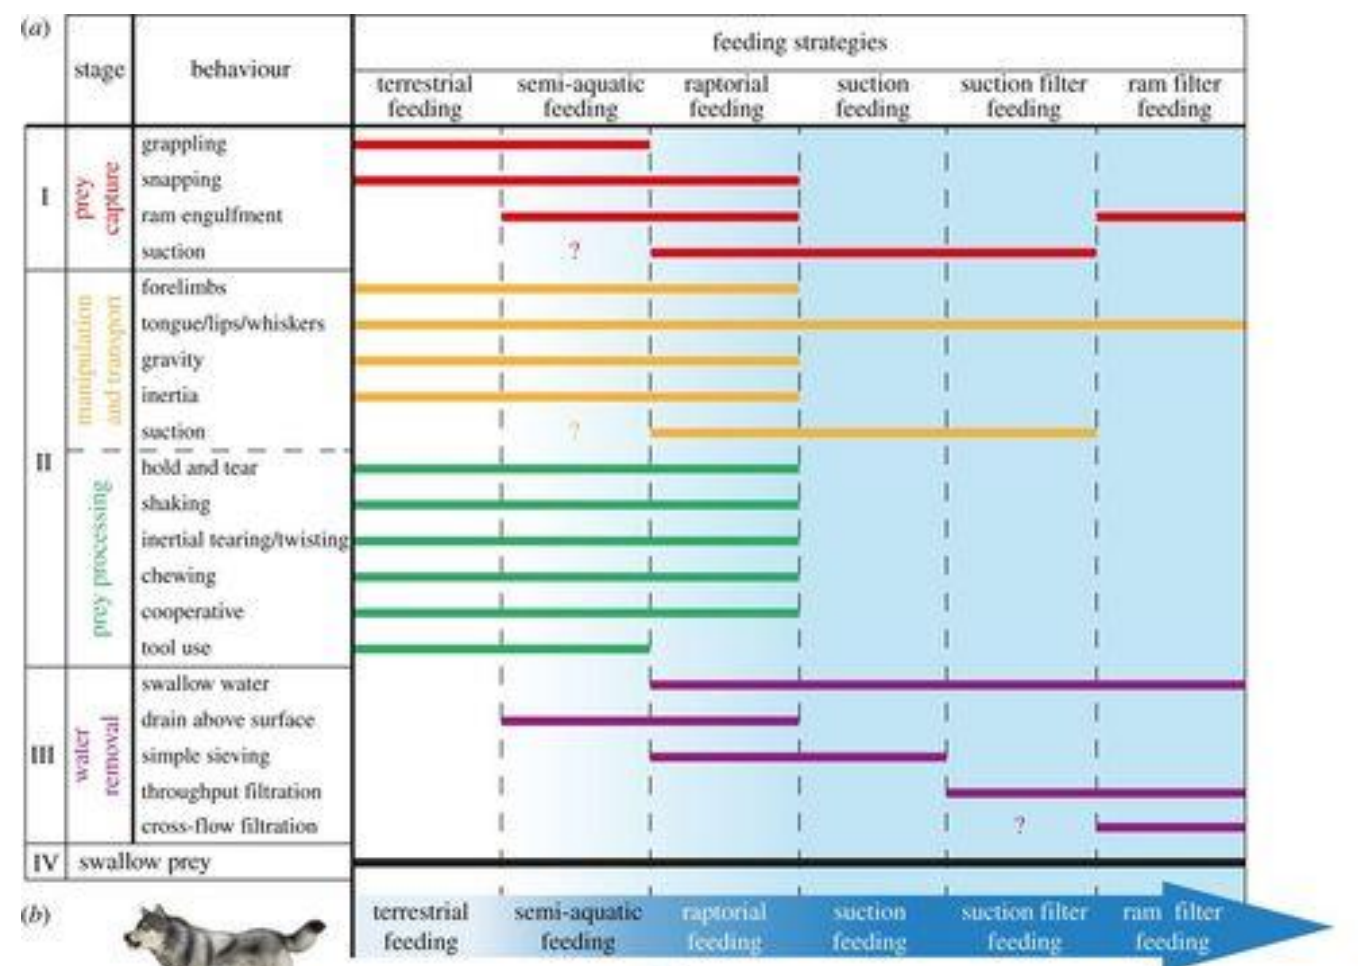 (a)
feeding strategies
stage
behaviour
terrestrial
feeding
semi-aquatic
feeding
raptorial
feeding
suction
feeding
suction filter
feeding
ram filter
feeding
I
prey
capture
grappling
snapping
ram engulfment
suction
?
II
manipulation
and transport
forelimbs
tongue/lips/whiskers
gravity
inertia
suction
?
prey processing
hold and tear
shaking
inertial tearing/twisting
chewing
cooperative
tool use
III
water
removal
swallow water
drain above surface
simple sieving
throughput filtration
cross-flow filtration
?
IV
swallow prey
(b)
terrestrial
feeding
semi-aquatic
feeding
raptorial
feeding
suction
feeding
suction filter
feeding
ram filter
feeding